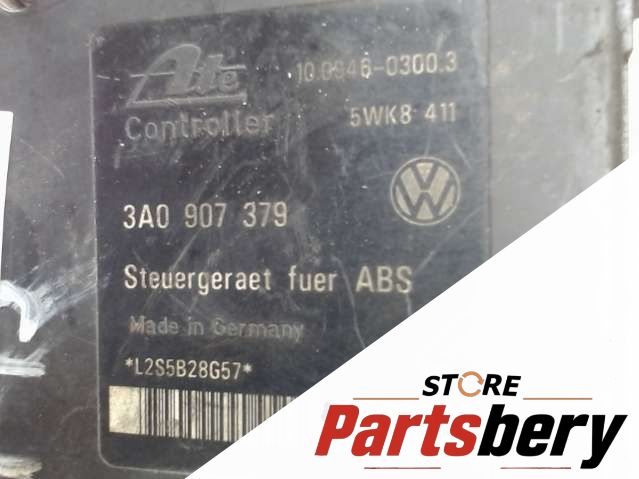 Ate 10.0946-0300.3
Controller 5WK8 411
VW
3A0 907 379
Steuergeraet fuer ABS
Made in Germany
*L2S5B28G57*
STORE
Partsbery